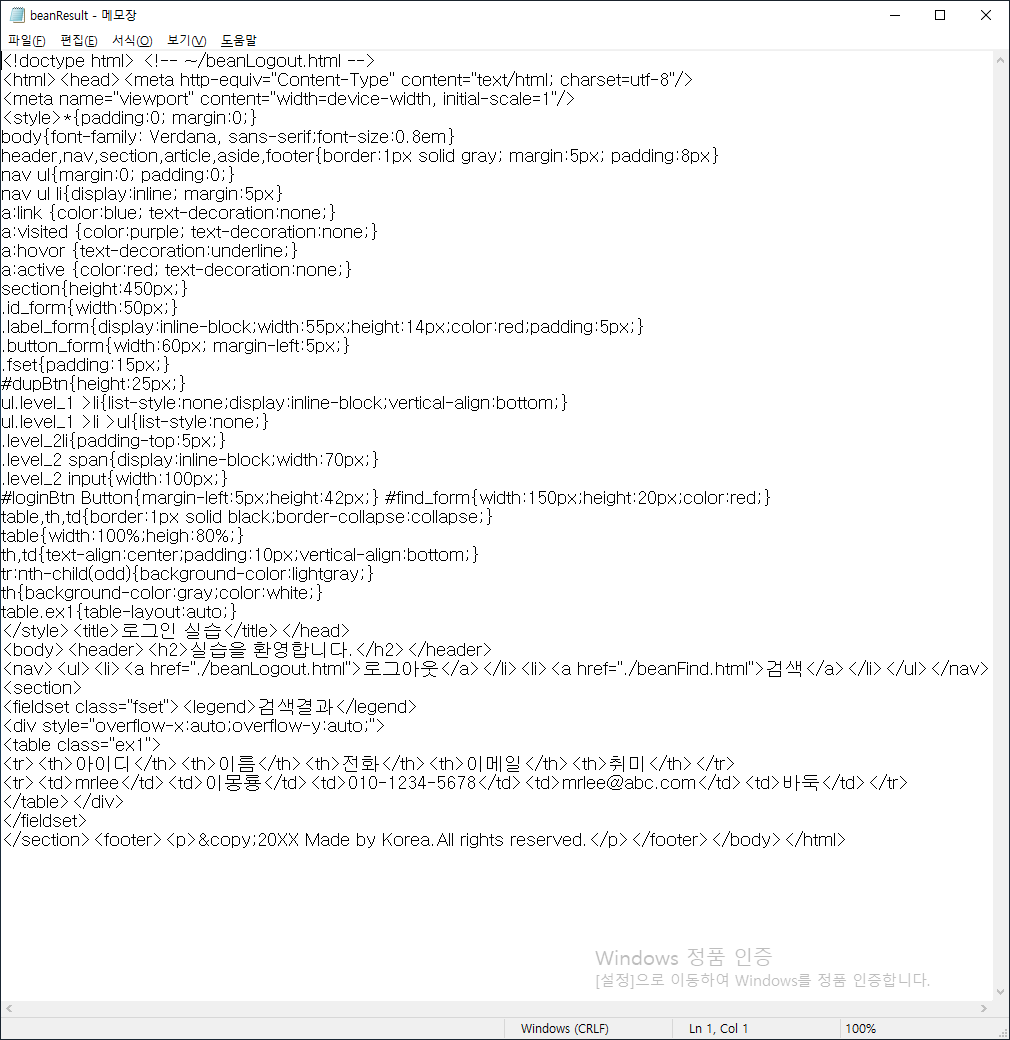 beanResult - 메모장
파일(F) 편집(E) 서식(O) 보기(V) 도움말
<!doctype html> <!-- ~/beanLogout.html -->
<html><head><meta http-equiv="Content-Type" content="text/html; charset=utf-8"/>
<meta name="viewport" content="width=device-width, initial-scale=1"/>
<style>*{padding:0; margin:0;}
body{font-family: Verdana, sans-serif;font-size:0.8em}
header,nav,section,article,aside,footer{border:1px solid gray; margin:5px; padding:8px}
nav ul{margin:0; padding:0;}
nav ul li{display:inline; margin:5px}
a:link {color:blue; text-decoration:none;}
a:visited {color:purple; text-decoration:none;}
a:hovor {text-decoration:underline;}
a:active {color:red; text-decoration:none;}
section{height:450px;}
.id_form{width:50px;}
.label_form{display:inline-block;width:55px;height:14px;color:red;padding:5px;}
.button_form{width:60px; margin-left:5px;}
.fset{padding:15px;}
#dupBtn{height:25px;}
ul.level_1 >li{list-style:none;display:inline-block;vertical-align:bottom;}
ul.level_1 >li >ul{list-style:none;}
.level_2li{padding-top:5px;}
.level_2 span{display:inline-block;width:70px;}
.level_2 input{width:100px;}
#loginBtn Button{margin-left:5px;height:42px;} #find_form{width:150px;height:20px;color:red;}
table,th,td{border:1px solid black;border-collapse:collapse;}
table{width:100%;heigh:80%;}
th,td{text-align:center;padding:10px;vertical-align:bottom;}
tr:nth-child(odd){background-color:lightgray;}
th{background-color:gray;color:white;}
table.ex1{table-layout:auto;}
</style><title>로그인 실습</title></head>
<body><header><h2>실습을 환영합니다.</h2></header>
<nav><ul><li><a href="./beanLogout.html">로그아웃</a></li><li><a href="./beanFind.html">검색</a></li></ul></nav>
<section>
<fieldset class="fset"><legend>검색결과</legend>
<div style="overflow-x:auto;overflow-y:auto;">
<table class="ex1">
<tr><th>아이디</th><th>이름</th><th>전화</th><th>이메일</th><th>취미</th></tr>
<tr><td>mrlee</td><td>이몽룡</td><td>010-1234-5678</td><td>mrlee@abc.com</td><td>바둑</td></tr>
</table></div>
</fieldset>
</section><footer><p>&copy;20XX Made by Korea.All rights reserved.</p></footer></body></html>
Windows 정품 인증
[설정]으로 이동하여 Windows를 정품 인증합니다.
Windows (CRLF) Ln 1, Col 1 100%